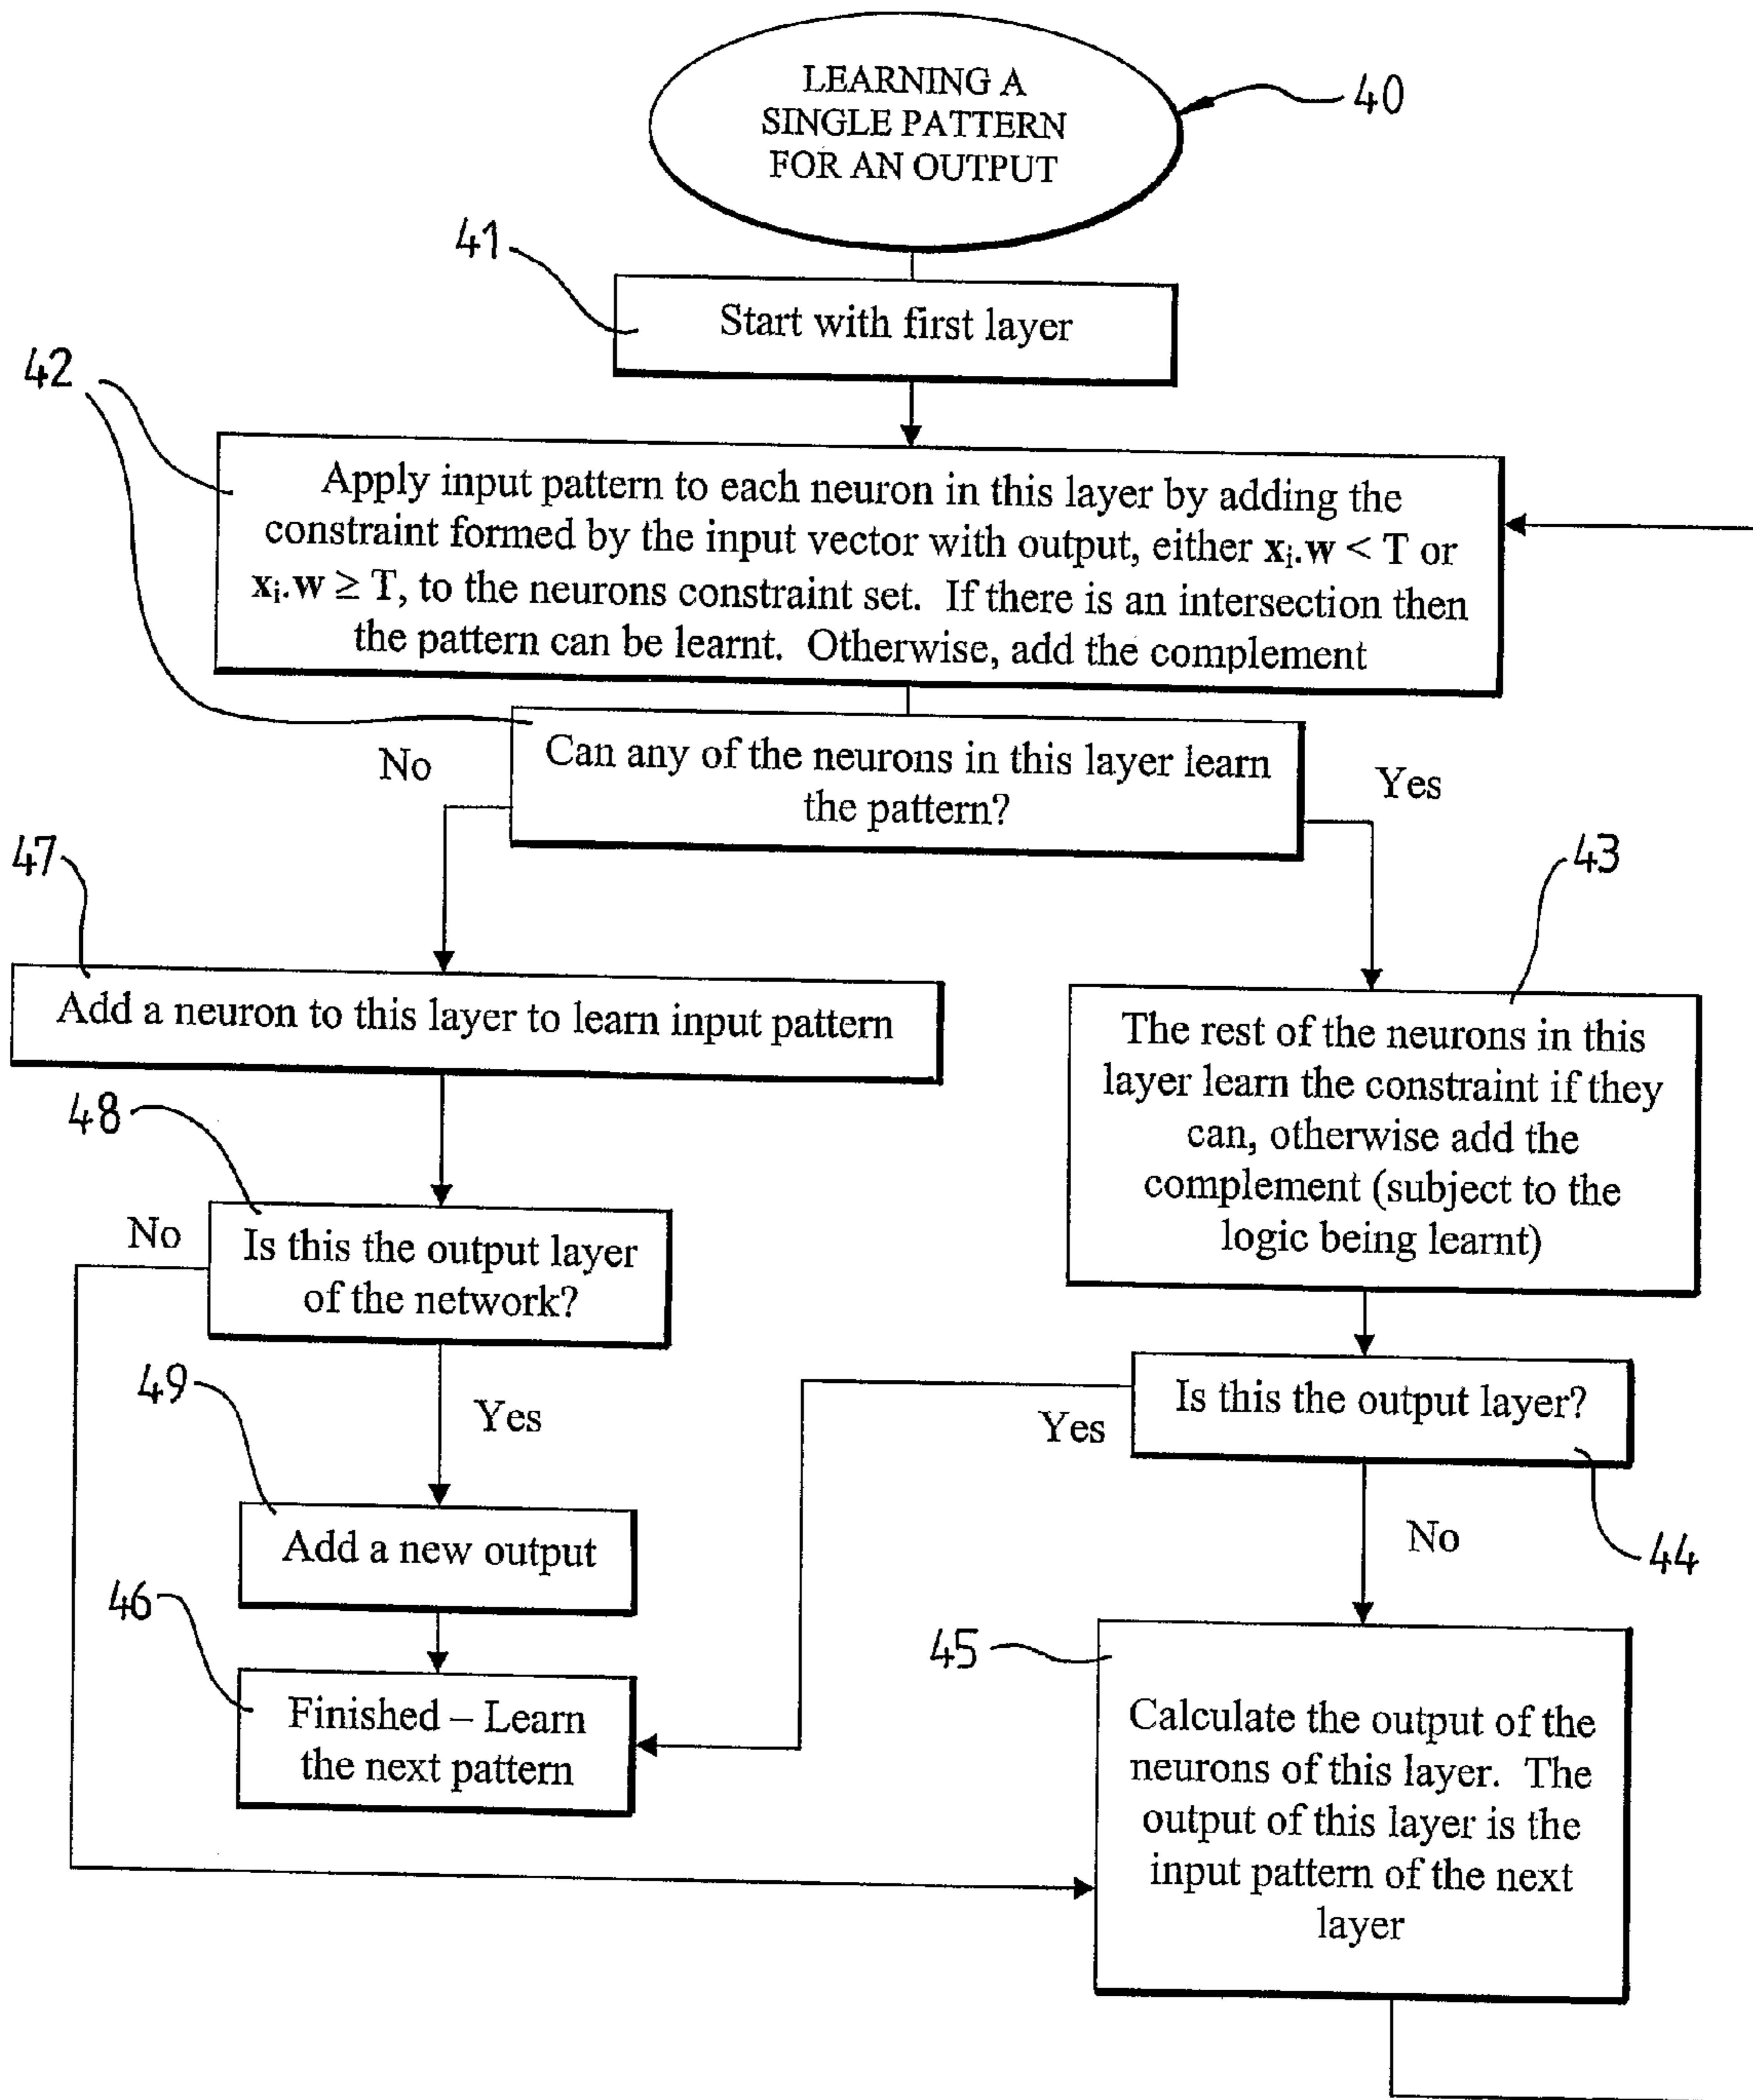 LEARNING A
SINGLE PATTERN
FOR AN OUTPUT
40
41
Start with first layer
42
Apply input pattern to each neuron in this layer by adding the
constraint formed by the input vector with output, either xᵢ.w < T or
xᵢ.w ≥ T, to the neurons constraint set. If there is an intersection then
the pattern can be learnt. Otherwise, add the complement
Can any of the neurons in this layer learn
the pattern?
No
Yes
47
Add a neuron to this layer to learn input pattern
43
The rest of the neurons in this
layer learn the constraint if they
can, otherwise add the
complement (subject to the
logic being learnt)
48
No
Is this the output layer
of the network?
Yes
Is this the output layer?
Yes
44
No
49
Add a new output
46
Finished – Learn
the next pattern
45
Calculate the output of the
neurons of this layer. The
output of this layer is the
input pattern of the next
layer